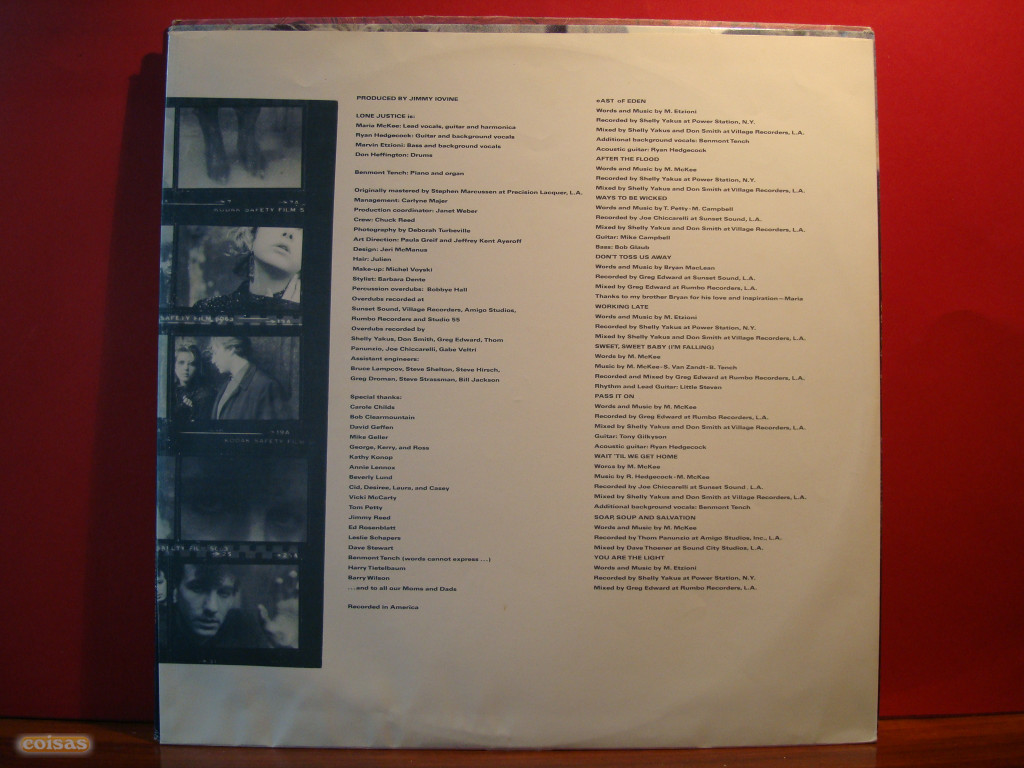 PRODUCED BY JIMMY IOVINE
LONE JUSTICE is:
Maria McKee: Lead vocals, guitar and harmonica
Ryan Hedgecock: Guitar and background vocals
Marvin Etzioni: Bass and background vocals
Don Heffington: Drums
Benmont Tench: Piano and organ
Originally mastered by Stephen Marcussen at Precision Lacquer, L.A.
Management: Carlyne Majer
Production coordinator: Janet Weber
Crew: Chuck Reed
Photography by Deborah Turbeville
Art Direction: Paula Greif and Jeffrey Kent Ayeroff
Design: Jeri McManus
Hair: Julien
Make-up: Michel Voyski
Stylist: Barbara Dente
Percussion overdubs: Bobbye Hall
Overdubs recorded at
Sunset Sound, Village Recorders, Amigo Studios,
Rumbo Recorders and Studio 55
Overdubs recorded by
Shelly Yakus, Don Smith, Greg Edward, Thom
Panunzio, Joe Chiccarelli, Gabe Veltri
Assistant engineers:
Bruce Lampcov, Steve Shelton, Steve Hirsch,
Greg Droman, Steve Strassman, Bill Jackson
Special thanks:
Carole Childs
Bob Clearmountain
David Geffen
Mike Geller
George, Kerry, and Ross
Kathy Konop
Annie Lennox
Beverly Lund
Cid, Desiree, Laura, and Casey
Vicki McCarty
Tom Petty
Jimmy Reed
Ed Rosenblatt
Leslie Schapers
Dave Stewart
Benmont Tench (words cannot express ...)
Harry Tietelbaum
Barry Wilson
...and to all our Moms and Dads
Recorded in America
eAST oF EDEN
Words and Music by M. Etzioni
Recorded by Shelly Yakus at Power Station, N.Y.
Mixed by Shelly Yakus and Don Smith at Village Recorders, L.A.
Additional background vocals: Benmont Tench
Acoustic guitar: Ryan Hedgecock
AFTER THE FLOOD
Words and Music by M. McKee
Recorded by Shelly Yakus at Power Station, N.Y.
Mixed by Shelly Yakus and Don Smith at Village Recorders, L.A.
WAYS TO BE WICKED
Words and Music by T. Petty-M. Campbell
Recorded by Joe Chiccarelli at Sunset Sound, L.A.
Mixed by Shelly Yakus and Don Smith at Village Recorders, L.A.
Guitar: Mike Campbell
Bass: Bob Glaub
DON'T TOSS US AWAY
Words and Music by Bryan MacLean
Recorded by Greg Edward at Sunset Sound, L.A.
Mixed by Greg Edward at Rumbo Recorders, L.A.
Thanks to my brother Bryan for his love and inspiration—Maria
WORKING LATE
Words and Music by M. Etzioni
Recorded by Shelly Yakus at Power Station, N.Y.
Mixed by Shelly Yakus and Don Smith at Village Recorders, L.A.
SWEET, SWEET BABY (I'M FALLING)
Words by M. McKee
Music by M. McKee-S. Van Zandt-B. Tench
Recorded and Mixed by Greg Edward at Rumbo Recorders, L.A.
Rhythm and Lead Guitar: Little Steven
PASS IT ON
Words and Music by M. McKee
Recorded by Greg Edward at Rumbo Recorders, L.A.
Mixed by Shelly Yakus and Don Smith at Village Recorders, L.A.
Guitar: Tony Gilkyson
Acoustic guitar: Ryan Hedgecock
WAIT 'TIL WE GET HOME
Words by M. McKee
Music by R. Hedgecock-M. McKee
Recorded by Joe Chiccarelli at Sunset Sound. L.A.
Mixed by Shelly Yakus and Don Smith at Village Recorders, L.A.
Additional background vocals: Benmont Tench
SOAP, SOUP AND SALVATION
Words and Music by M. McKee
Recorded by Thom Panunzio at Amigo Studios, Inc., L.A.
Mixed by Dave Thoener at Sound City Studios, L.A.
YOU ARE THE LIGHT
Words and Music by M. Etzioni
Recorded by Shelly Yakus at Power Station, N.Y.
Mixed by Greg Edward at Rumbo Recorders, L.A.
KODAK SAFETY FILM 5
SAFETY FILM 5063
KODAK SAFETY FILM
coisas